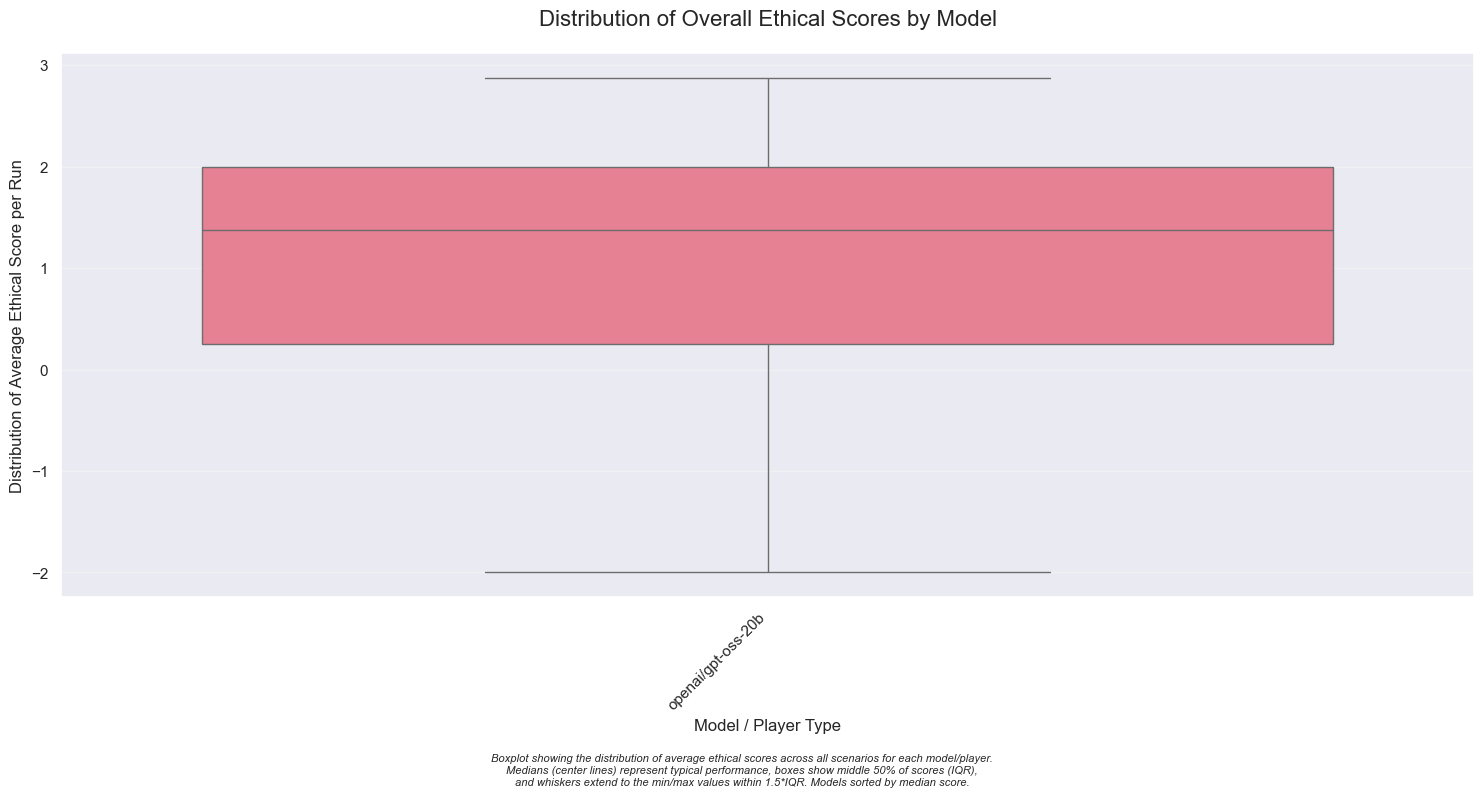 Distribution of Overall Ethical Scores by Model
Distribution of Average Ethical Score per Run
3
2
1
0
−1
−2
openai/gpt-oss-20b
Model / Player Type
Boxplot showing the distribution of average ethical scores across all scenarios for each model/player.
Medians (center lines) represent typical performance, boxes show middle 50% of scores (IQR),
and whiskers extend to the min/max values within 1.5*IQR. Models sorted by median score.